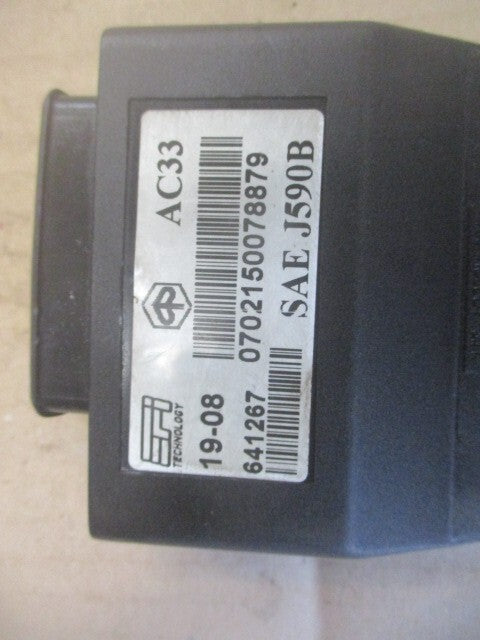 EFI TECHNOLOGY
AC33
19-08
0702150078879
641267
SAE J590B